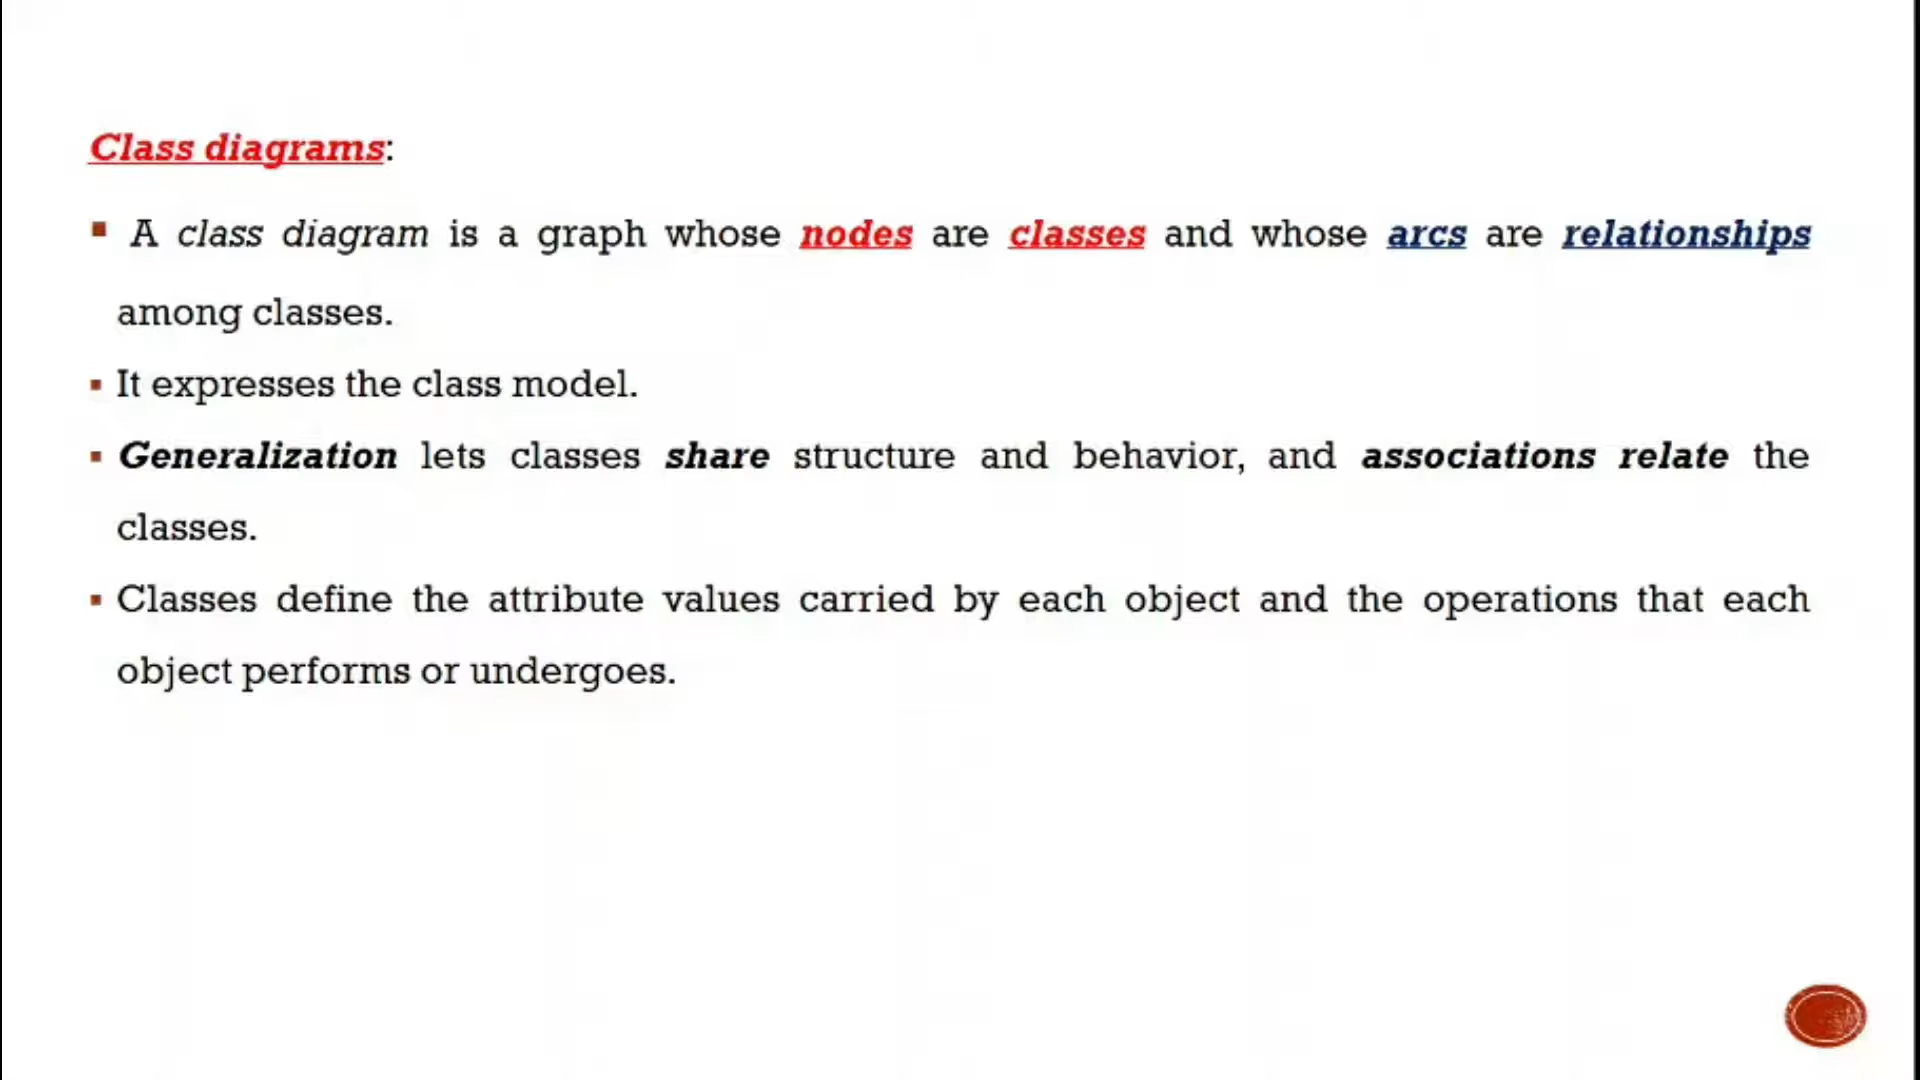 Class diagrams:
▪ A class diagram is a graph whose nodes are classes and whose arcs are relationships
among classes.
▪ It expresses the class model.
▪ Generalization lets classes share structure and behavior, and associations relate the
classes.
▪ Classes define the attribute values carried by each object and the operations that each
object performs or undergoes.